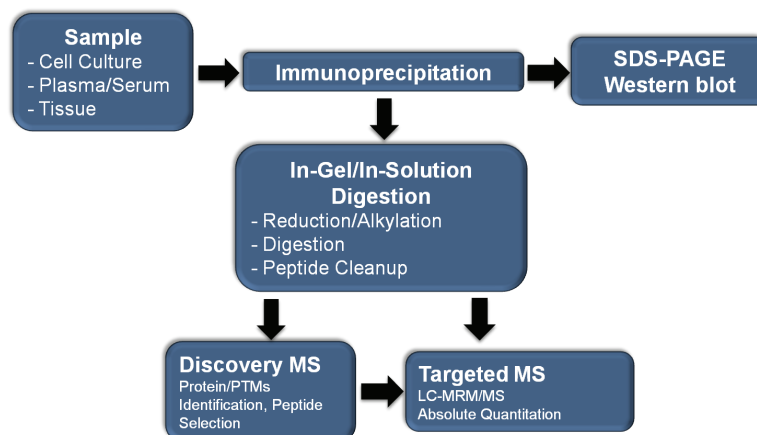 Sample
- Cell Culture
- Plasma/Serum
- Tissue
Immunoprecipitation
SDS-PAGE
Western blot
In-Gel/In-Solution
Digestion
- Reduction/Alkylation
- Digestion
- Peptide Cleanup
Discovery MS
Protein/PTMs
Identification, Peptide
Selection
Targeted MS
LC-MRM/MS
Absolute Quantitation